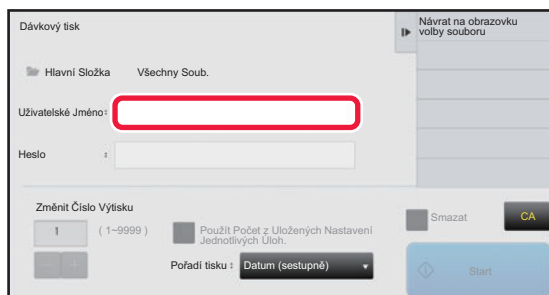 Dávkový tisk
Návrat na obrazovku
volby souboru
Hlavní Složka Všechny Soub.
Uživatelské Jméno:
Heslo :
Změnit Číslo Výtisku
1 ( 1~9999 )
Použít Počet z Uložených Nastavení
Jednotlivých Úloh.
Smazat
CA
- +
Pořadí tisku : Datum (sestupně)
Start